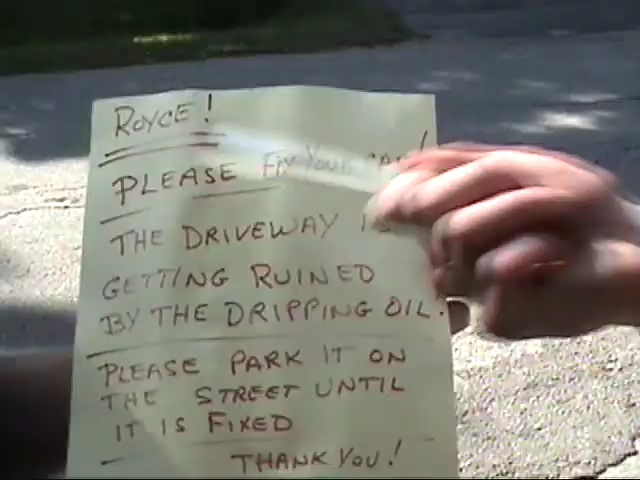 ROYCE!
PLEASE FIX YOUR CAR!
THE DRIVEWAY IS
GETTING RUINED
BY THE DRIPPING OIL.
PLEASE PARK IT ON
THE STREET UNTIL
IT IS FIXED
THANK YOU!